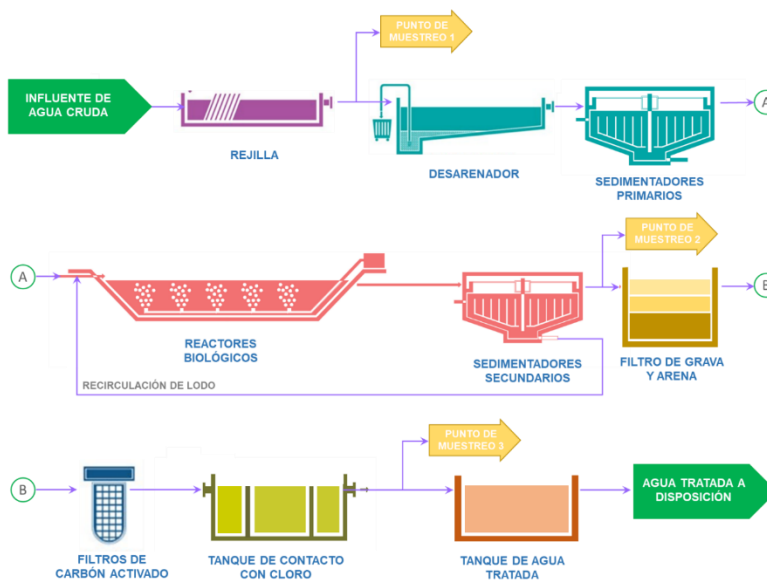 PUNTO DE
MUESTREO 1
INFLUENTE DE
AGUA CRUDA
A
REJILLA
DESARENADOR
SEDIMENTADORES
PRIMARIOS
PUNTO DE
MUESTREO 2
A
B
REACTORES
BIOLÓGICOS
SEDIMENTADORES
SECUNDARIOS
FILTRO DE GRAVA
Y ARENA
RECIRCULACIÓN DE LODO
PUNTO DE
MUESTREO 3
B
AGUA TRATADA A
DISPOSICIÓN
FILTROS DE
CARBÓN ACTIVADO
TANQUE DE CONTACTO
CON CLORO
TANQUE DE AGUA
TRATADA